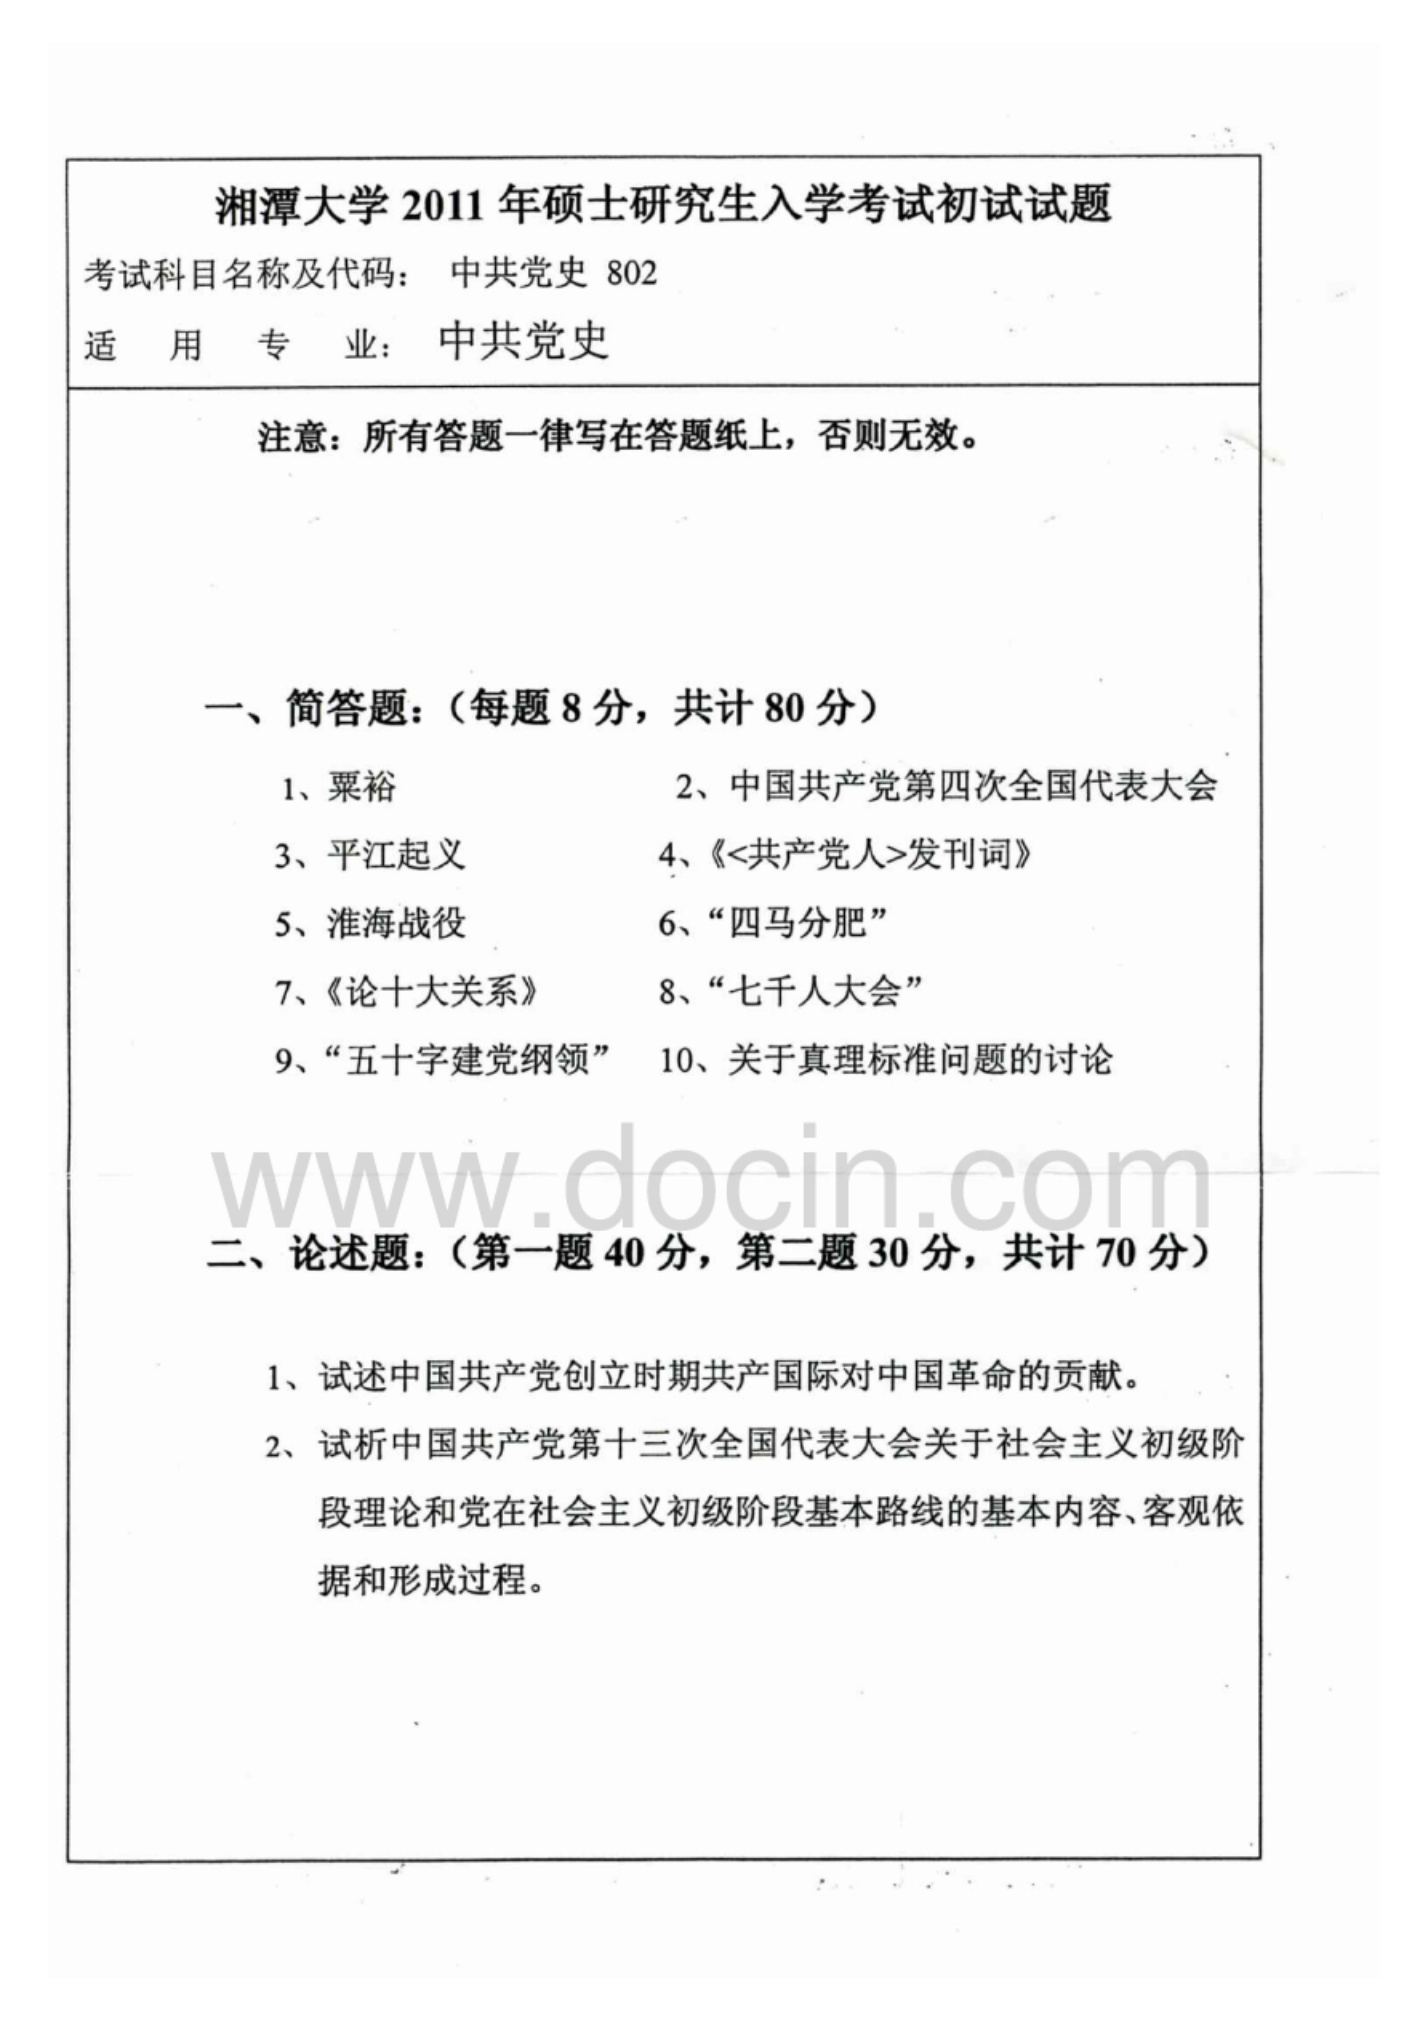 湘潭大学 2011 年硕士研究生入学考试初试试题
考试科目名称及代码： 中共党史 802
适 用 专 业： 中共党史
注意：所有答题一律写在答题纸上，否则无效。
一、简答题：（每题 8 分，共计 80 分）
1、粟裕 2、中国共产党第四次全国代表大会
3、平江起义 4、《<共产党人>发刊词》
5、淮海战役 6、“四马分肥”
7、《论十大关系》 8、“七千人大会”
9、“五十字建党纲领” 10、关于真理标准问题的讨论
www.docin.com
二、论述题：（第一题 40 分，第二题 30 分，共计 70 分）
1、试述中国共产党创立时期共产国际对中国革命的贡献。
2、试析中国共产党第十三次全国代表大会关于社会主义初级阶
段理论和党在社会主义初级阶段基本路线的基本内容、客观依
据和形成过程。